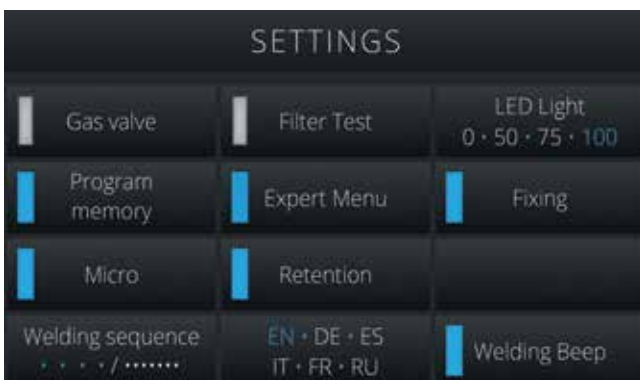 SETTINGS
Gas valve
Filter Test
LED Light
0 · 50 · 75 · 100
Program
memory
Expert Menu
Fixing
Micro
Retention
Welding sequence
· · · · / ·······
EN · DE · ES
IT · FR · RU
Welding Beep